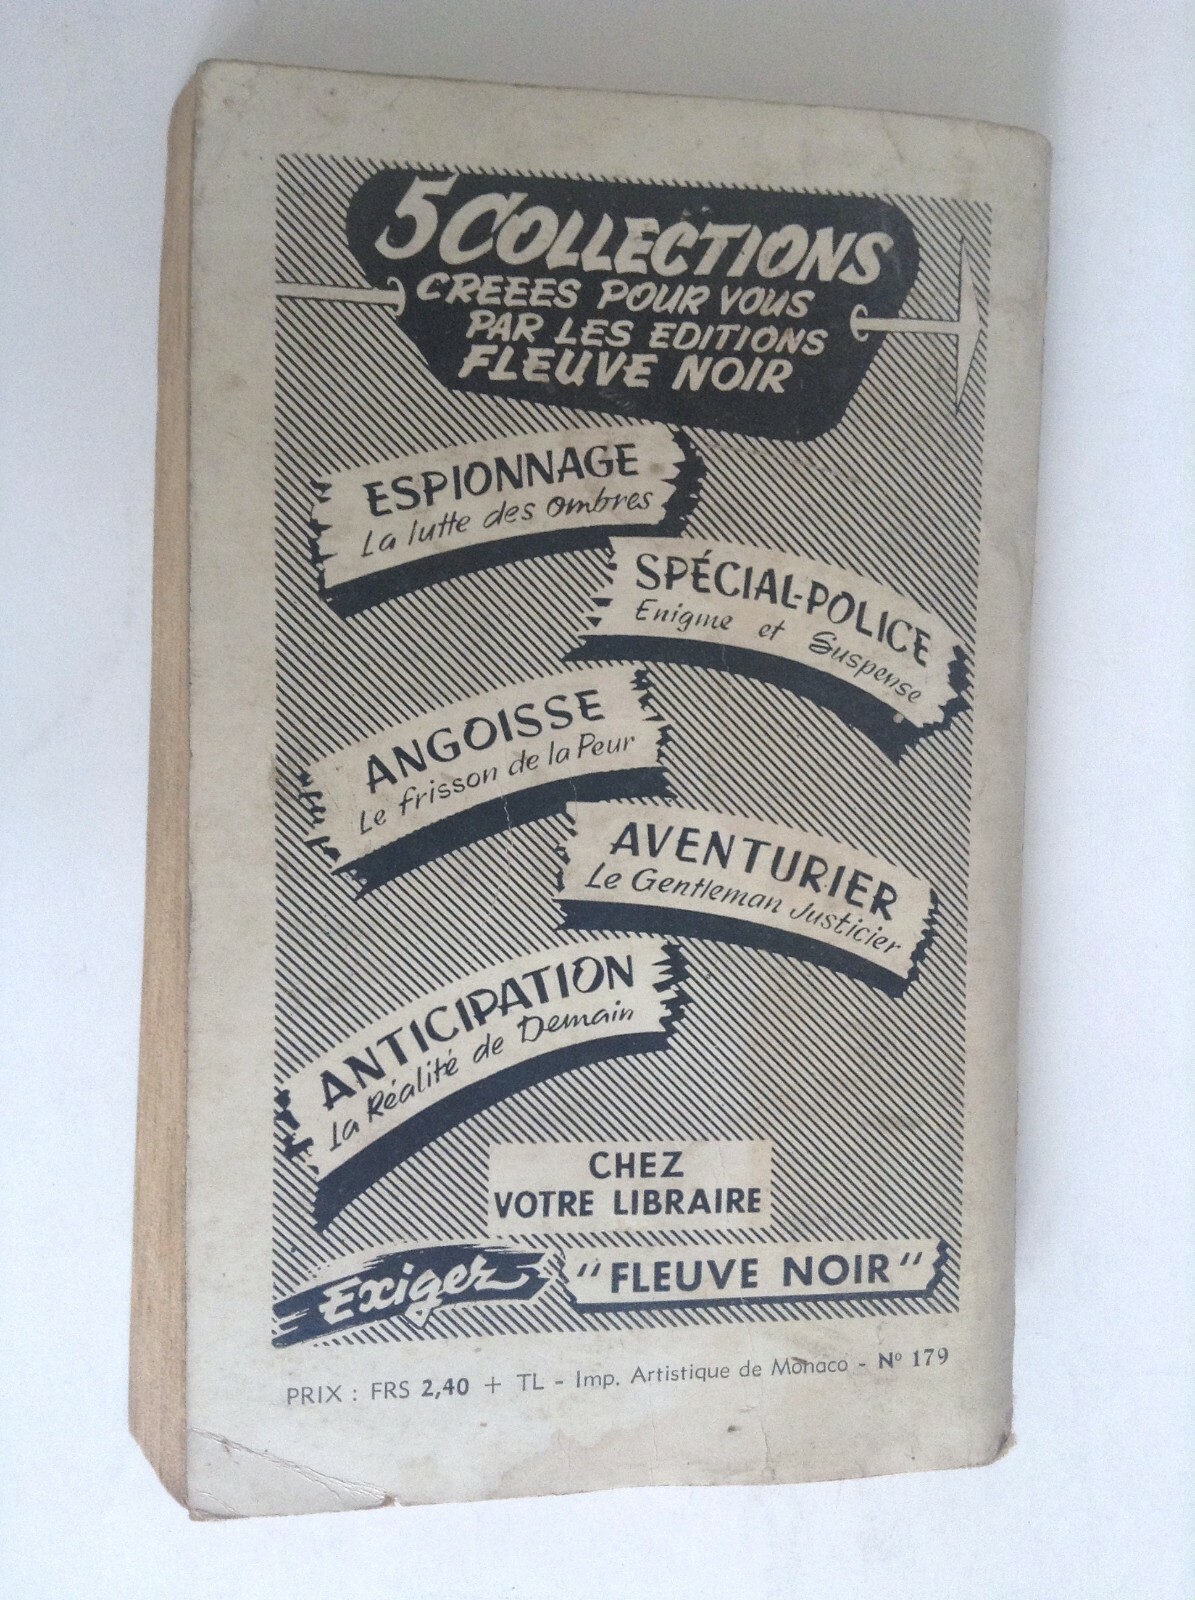 5 COLLECTIONS
CREEES POUR VOUS
PAR LES EDITIONS
FLEUVE NOIR
ESPIONNAGE
La lutte des ombres
SPÉCIAL-POLICE
Enigme et Suspense
ANGOISSE
Le frisson de la Peur
AVENTURIER
Le Gentleman Justicier
ANTICIPATION
La Réalité de Demain
CHEZ
VOTRE LIBRAIRE
Exigez "FLEUVE NOIR"
PRIX : FRS 2,40 + TL - Imp. Artistique de Monaco - Nº 179